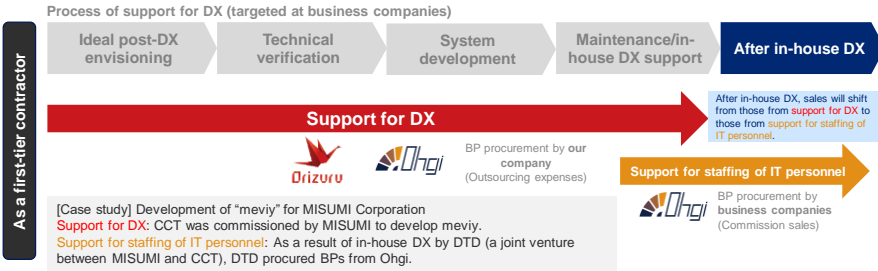 Process of support for DX (targeted at business companies)
As a first-tier contractor
Ideal post-DX
envisioning
Technical
verification
System
development
Maintenance/in-
house DX support
After in-house DX
Support for DX
After in-house DX, sales will shift
from those from support for DX to
those from support for staffing of
IT personnel.
Orizuru
Ohgi
BP procurement by our
company
(Outsourcing expenses)
Support for staffing of IT personnel
Ohgi
BP procurement by
business companies
(Commission sales)
[Case study] Development of “meviy” for MISUMI Corporation
Support for DX: CCT was commissioned by MISUMI to develop meviy.
Support for staffing of IT personnel: As a result of in-house DX by DTD (a joint venture
between MISUMI and CCT), DTD procured BPs from Ohgi.